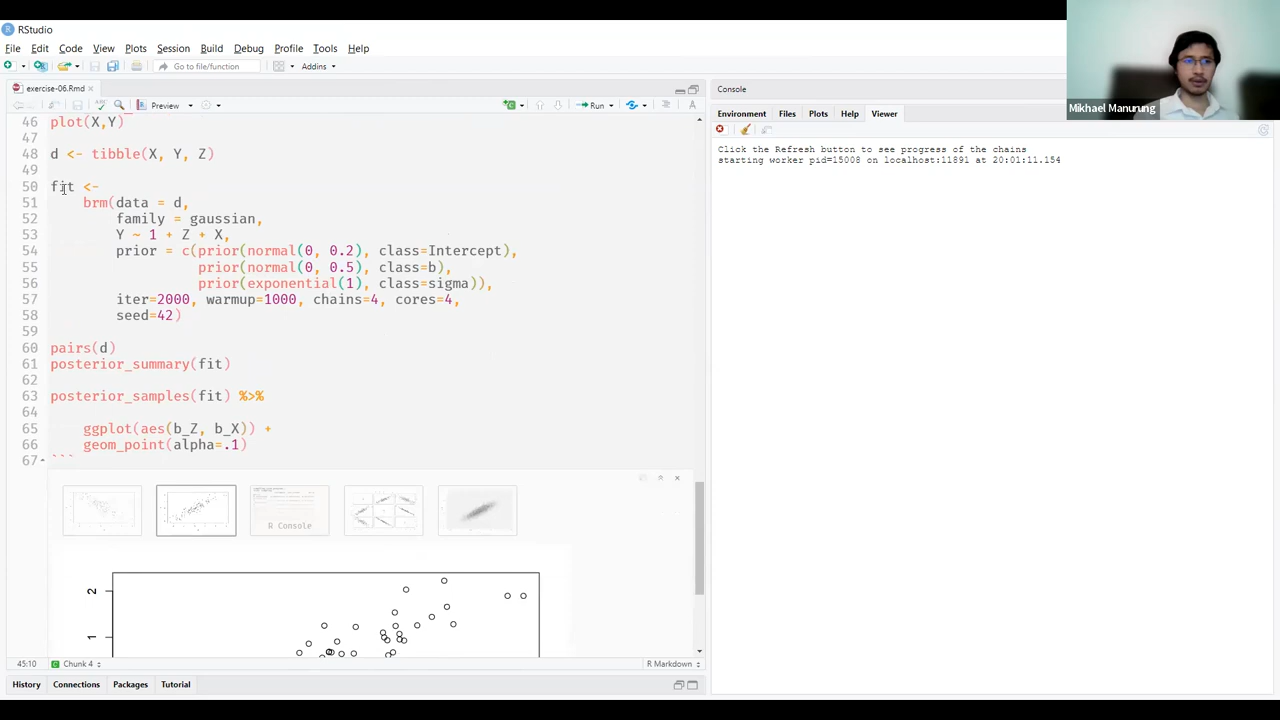 RStudio
File Edit Code View Plots Session Build Debug Profile Tools Help
Go to file/function Addins
exercise-06.Rmd
Preview Run
46 plot(X,Y)
47
48 d <- tibble(X, Y, Z)
49
50 fit <-
51 brm(data = d,
52 family = gaussian,
53 Y ~ 1 + Z + X,
54 prior = c(prior(normal(0, 0.2), class=Intercept),
55 prior(normal(0, 0.5), class=b),
56 prior(exponential(1), class=sigma)),
57 iter=2000, warmup=1000, chains=4, cores=4,
58 seed=42)
59
60 pairs(d)
61 posterior_summary(fit)
62
63 posterior_samples(fit) %>%
64
65 ggplot(aes(b_Z, b_X)) +
66 geom_point(alpha=.1)
67 ```
R Console
2
1
45:10 Chunk 4 R Markdown
History Connections Packages Tutorial
Console
Environment Files Plots Help Viewer
Click the Refresh button to see progress of the chains
starting worker pid=15008 on localhost:11891 at 20:01:11.154
Mikhael Manurung